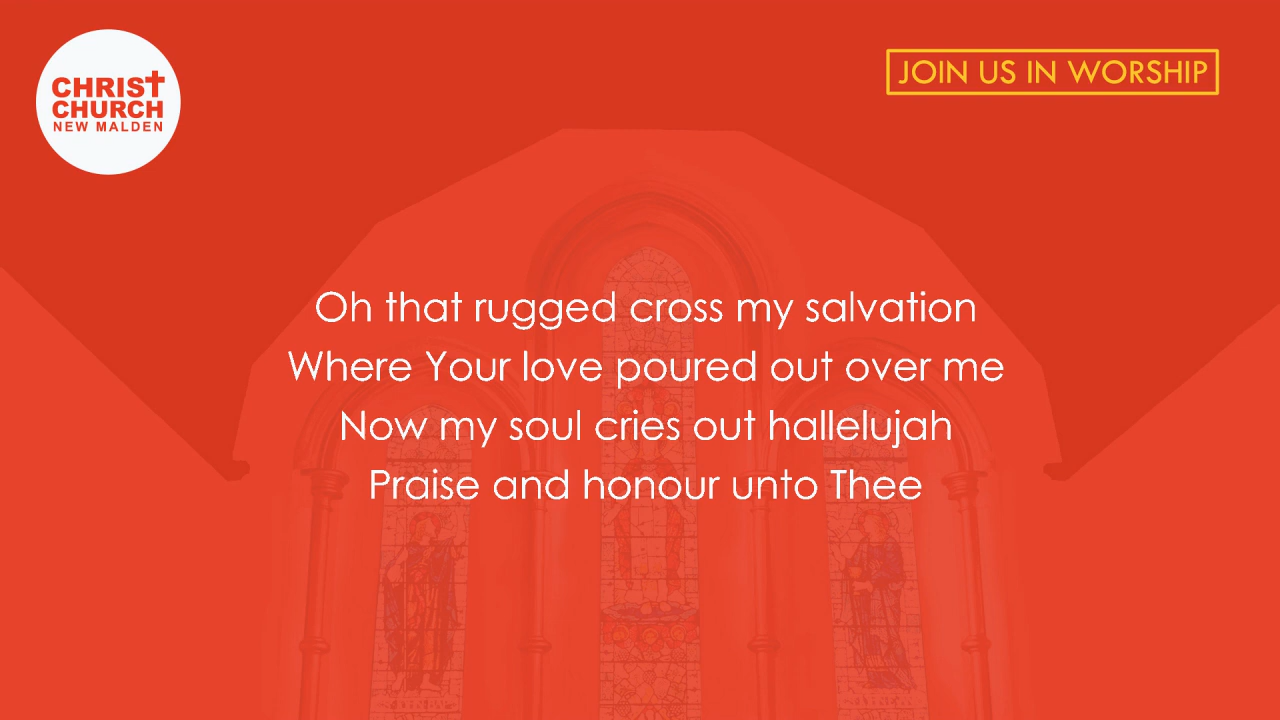 CHRIST
CHURCH
NEW MALDEN
JOIN US IN WORSHIP
Oh that rugged cross my salvation
Where Your love poured out over me
Now my soul cries out hallelujah
Praise and honour unto Thee